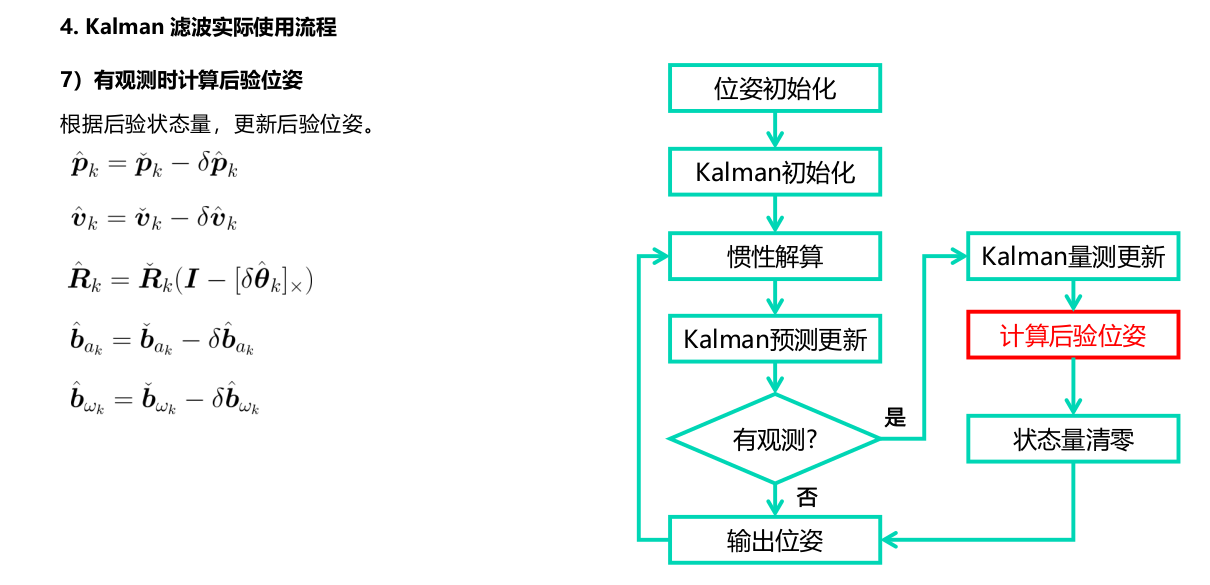 4. Kalman 滤波实际使用流程
7）有观测时计算后验位姿
根据后验状态量，更新后验位姿。
$\hat{\boldsymbol{p}}_k = \check{\boldsymbol{p}}_k - \delta\hat{\boldsymbol{p}}_k$
$\hat{\boldsymbol{v}}_k = \check{\boldsymbol{v}}_k - \delta\hat{\boldsymbol{v}}_k$
$\hat{\boldsymbol{R}}_k = \check{\boldsymbol{R}}_k(\boldsymbol{I} - [\delta\hat{\boldsymbol{\theta}}_k]_\times)$
$\hat{\boldsymbol{b}}_{a_k} = \check{\boldsymbol{b}}_{a_k} - \delta\hat{\boldsymbol{b}}_{a_k}$
$\hat{\boldsymbol{b}}_{\omega_k} = \check{\boldsymbol{b}}_{\omega_k} - \delta\hat{\boldsymbol{b}}_{\omega_k}$
位姿初始化
Kalman初始化
惯性解算
Kalman预测更新
有观测?
是
否
输出位姿
Kalman量测更新
计算后验位姿
状态量清零